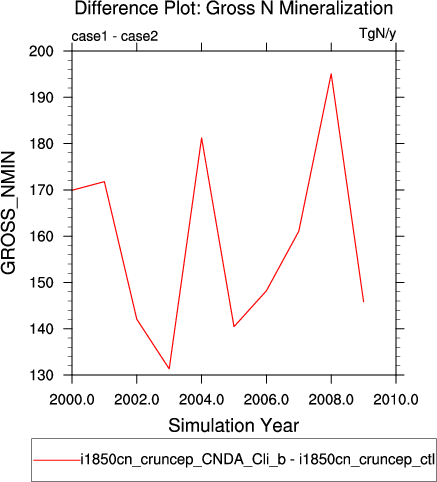 Difference Plot: Gross N Mineralization
case1 - case2
TgN/y
200
190
180
170
160
150
140
130
GROSS_NMIN
2000.0 2002.0 2004.0 2006.0 2008.0 2010.0
Simulation Year
i1850cn_cruncep_CNDA_Cli_b - i1850cn_cruncep_ctl